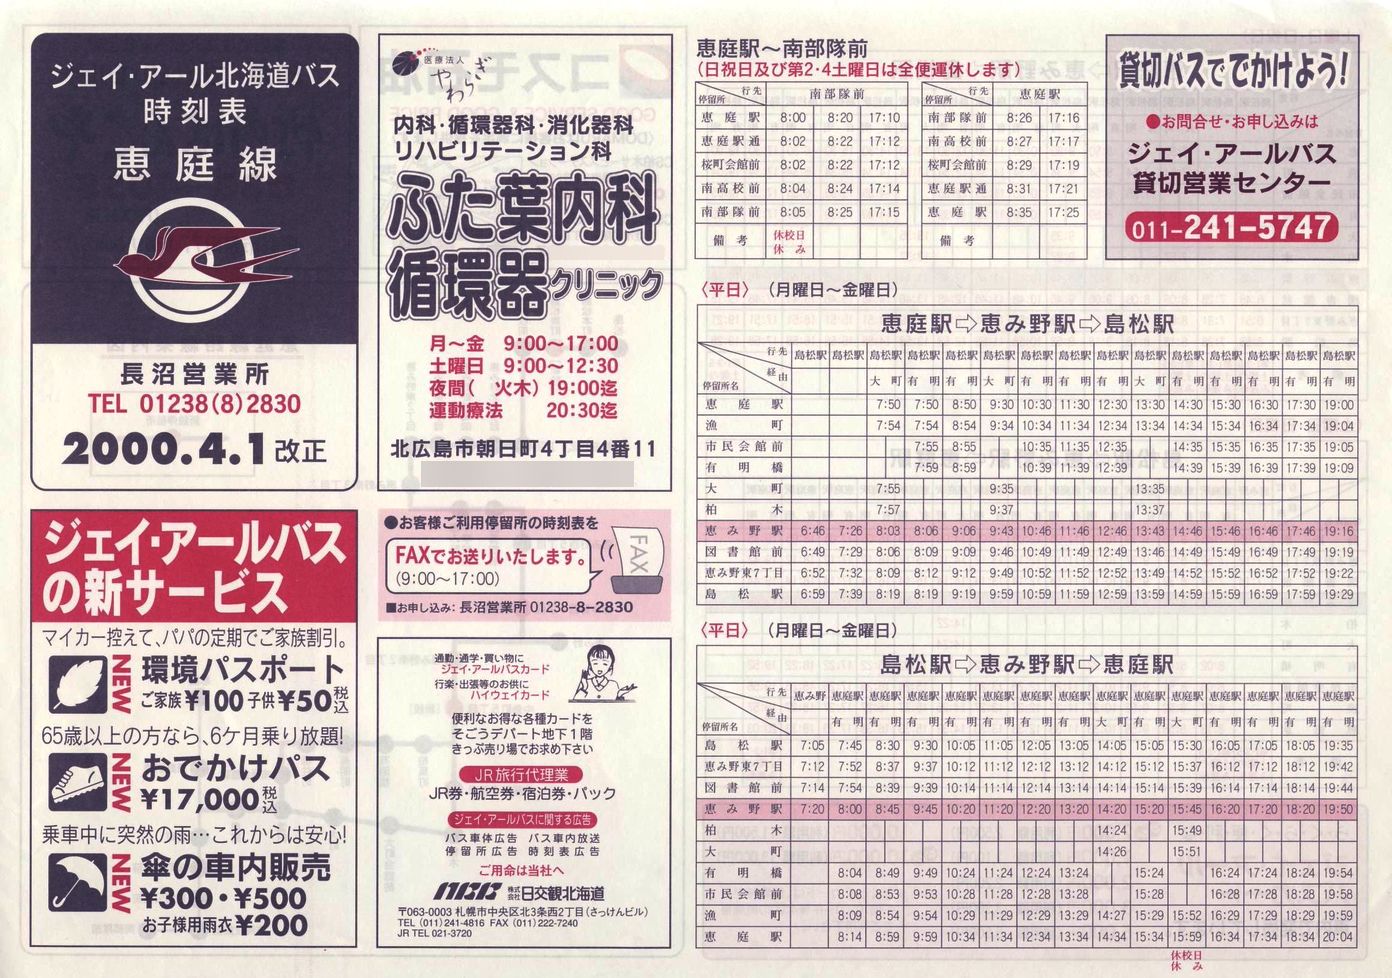 ジェイ・アール北海道バス
時刻表
恵庭線
長沼営業所
TEL 01238(8)2830
2000.4.1改正
ジェイ・アールバス
の新サービス
マイカー控えて、パパの定期でご家族割引。
NEW
環境パスポート
ご家族¥100 子供¥50税込
65歳以上の方なら、6ケ月乗り放題!
NEW
おでかけパス
¥17,000税込
乗車中に突然の雨…これからは安心!
NEW
傘の車内販売
¥300・¥500
お子様用雨衣¥200
医療法人
やわらぎ
内科・循環器科・消化器科
リハビリテーション科
ふた葉内科
循環器クリニック
月〜金 9:00〜17:00
土曜日 9:00〜12:30
夜間( 火木) 19:00迄
運動療法 20:30迄
北広島市朝日町4丁目4番11
●お客様ご利用停留所の時刻表を
FAXでお送りいたします。
(9:00〜17:00)
FAX
■お申し込み: 長沼営業所 01238-8-2830
通勤・通学・買い物に
ジェイ・アールバスカード
行楽・出張等のお供に
ハイウェイカード
便利なお得な各種カードを
そごうデパート地下1階
きっぷ売り場でお求め下さい
JR旅行代理業
JR券・航空券・宿泊券・パック
ジェイ・アールバスに関する広告
バス車体広告 バス車内放送
停留所広告 時刻表広告
ご用命は当社へ
株式会社日交観北海道
〒063-0003 札幌市中央区北3条西2丁目(さっけんビル)
TEL (011)241-4816 FAX (011)222-7240
JR TEL 021-3720
恵庭駅〜南部隊前
(日祝日及び第2・4土曜日は全便運休します)
停留所 行先 南部隊前
恵庭駅 8:00 8:20 17:10
恵庭駅通 8:02 8:22 17:12
桜町会館前 8:02 8:22 17:12
南高校前 8:04 8:24 17:14
南部隊前 8:05 8:25 17:15
備考 休校日休み
停留所 行先 恵庭駅
南部隊前 8:26 17:16
南高校前 8:27 17:17
桜町会館前 8:29 17:19
恵庭駅通 8:31 17:21
恵庭駅 8:35 17:25
備考
貸切バスででかけよう!
●お問合せ・お申し込みは
ジェイ・アールバス
貸切営業センター
011-241-5747
〈平日〉(月曜日〜金曜日)
恵庭駅⇨恵み野駅⇨島松駅
行先 島松駅 島松駅 島松駅 島松駅 島松駅 島松駅 島松駅 島松駅 島松駅 島松駅 島松駅 島松駅 島松駅 島松駅 島松駅
停留所名 経由 大町 有明 有明 大町 有明 有明 有明 大町 有明 有明 有明 有明 有明
恵庭駅 7:50 7:50 8:50 9:30 10:30 11:30 12:30 13:30 14:30 15:30 16:30 17:30 19:00
漁町 7:54 7:54 8:54 9:34 10:34 11:34 12:34 13:34 14:34 15:34 16:34 17:34 19:04
市民会館前 7:55 8:55 10:35 11:35 12:35 14:35 15:35 16:35 17:35 19:05
有明橋 7:59 8:59 10:39 11:39 12:39 14:39 15:39 16:39 17:39 19:09
大町 7:55 9:35 13:35
柏木 7:57 9:37 13:37
恵み野駅 6:46 7:26 8:03 8:06 9:06 9:43 10:46 11:46 12:46 13:43 14:46 15:46 16:46 17:46 19:16
図書館前 6:49 7:29 8:06 8:09 9:09 9:46 10:49 11:49 12:49 13:46 14:49 15:49 16:49 17:49 19:19
恵み野東7丁目 6:52 7:32 8:09 8:12 9:12 9:49 10:52 11:52 12:52 13:49 14:52 15:52 16:52 17:52 19:22
島松駅 6:59 7:39 8:19 8:19 9:19 9:59 10:59 11:59 12:59 13:59 14:59 15:59 16:59 17:59 19:29
〈平日〉(月曜日〜金曜日)
島松駅⇨恵み野駅⇨恵庭駅
行先 恵み野 恵庭駅 恵庭駅 恵庭駅 恵庭駅 恵庭駅 恵庭駅 恵庭駅 恵庭駅 恵庭駅 恵庭駅 恵庭駅 恵庭駅 恵庭駅 恵庭駅
停留所名 経由 有明 有明 有明 有明 有明 有明 有明 大町 有明 大町 有明 有明 有明 有明
島松駅 7:05 7:45 8:30 9:30 10:05 11:05 12:05 13:05 14:05 15:05 15:30 16:05 17:05 18:05 19:35
恵み野東7丁目 7:12 7:52 8:37 9:37 10:12 11:12 12:12 13:12 14:12 15:12 15:37 16:12 17:12 18:12 19:42
図書館前 7:14 7:54 8:39 9:39 10:14 11:14 12:14 13:14 14:14 15:14 15:39 16:14 17:14 18:14 19:44
恵み野駅 7:20 8:00 8:45 9:45 10:20 11:20 12:20 13:20 14:20 15:20 15:45 16:20 17:20 18:20 19:50
柏木 14:24 15:49
大町 14:26 15:51
有明橋 8:04 8:49 9:49 10:24 11:24 12:24 13:24 15:24 16:24 17:24 18:24 19:54
市民会館前 8:08 8:53 9:53 10:28 11:28 12:28 13:28 15:28 16:28 17:28 18:28 19:58
漁町 8:09 8:54 9:54 10:29 11:29 12:29 13:29 14:27 15:29 15:52 16:29 17:29 18:29 19:59
恵庭駅 8:14 8:59 9:59 10:34 11:34 12:34 13:34 14:34 15:34 15:59 16:34 17:34 18:34 20:04
休校日
休み